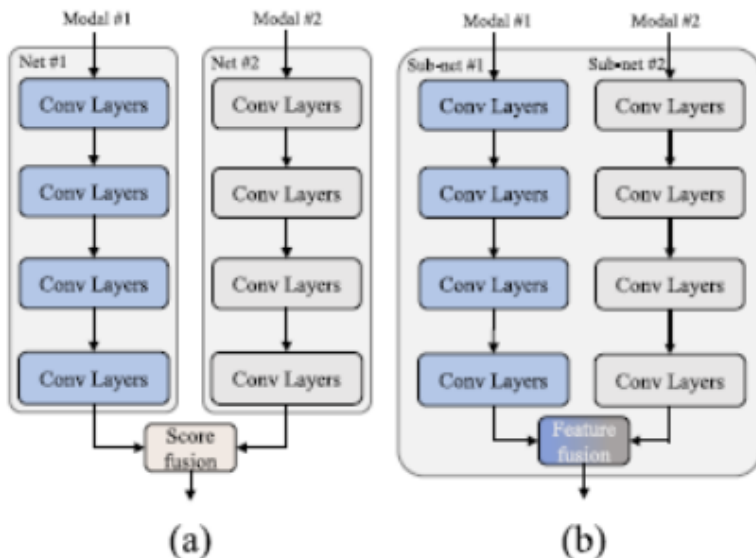 Modal #1
Modal #2
Net #1
Net #2
Conv Layers
Conv Layers
Conv Layers
Conv Layers
Conv Layers
Conv Layers
Conv Layers
Conv Layers
Score
fusion
(a)
Modal #1
Modal #2
Sub-net #1
Sub-net #2
Conv Layers
Conv Layers
Conv Layers
Conv Layers
Conv Layers
Conv Layers
Conv Layers
Conv Layers
Feature
fusion
(b)